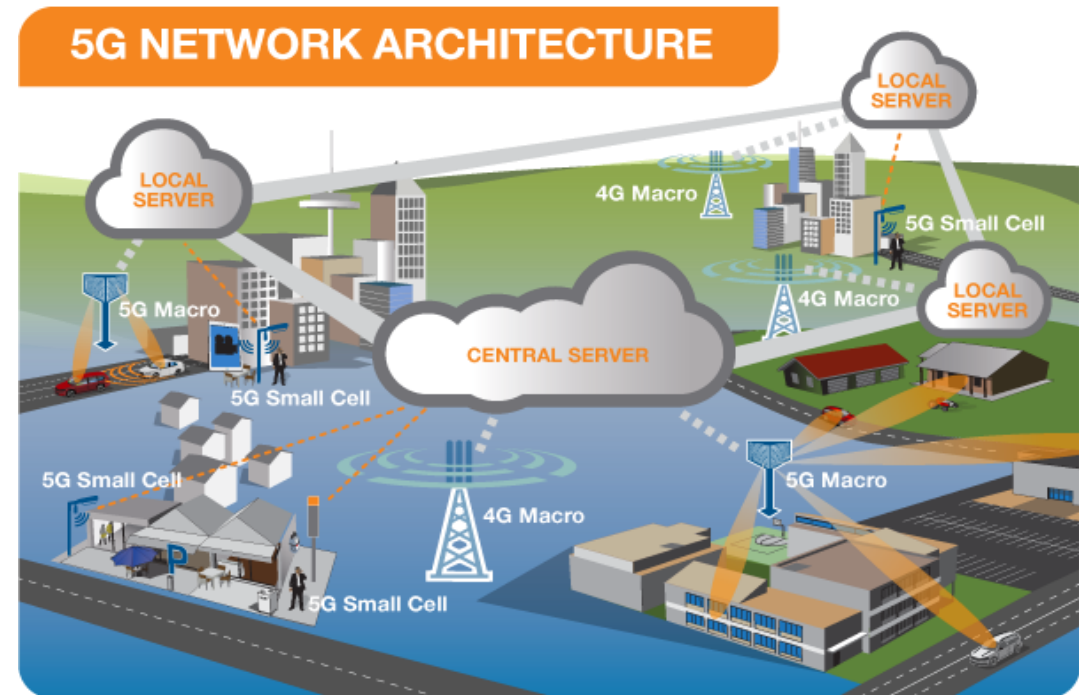 5G NETWORK ARCHITECTURE
LOCAL
SERVER
LOCAL
SERVER
4G Macro
5G Small Cell
5G Macro
4G Macro
LOCAL
SERVER
CENTRAL SERVER
5G Small Cell
5G Small Cell
5G Macro
4G Macro
P
5G Small Cell